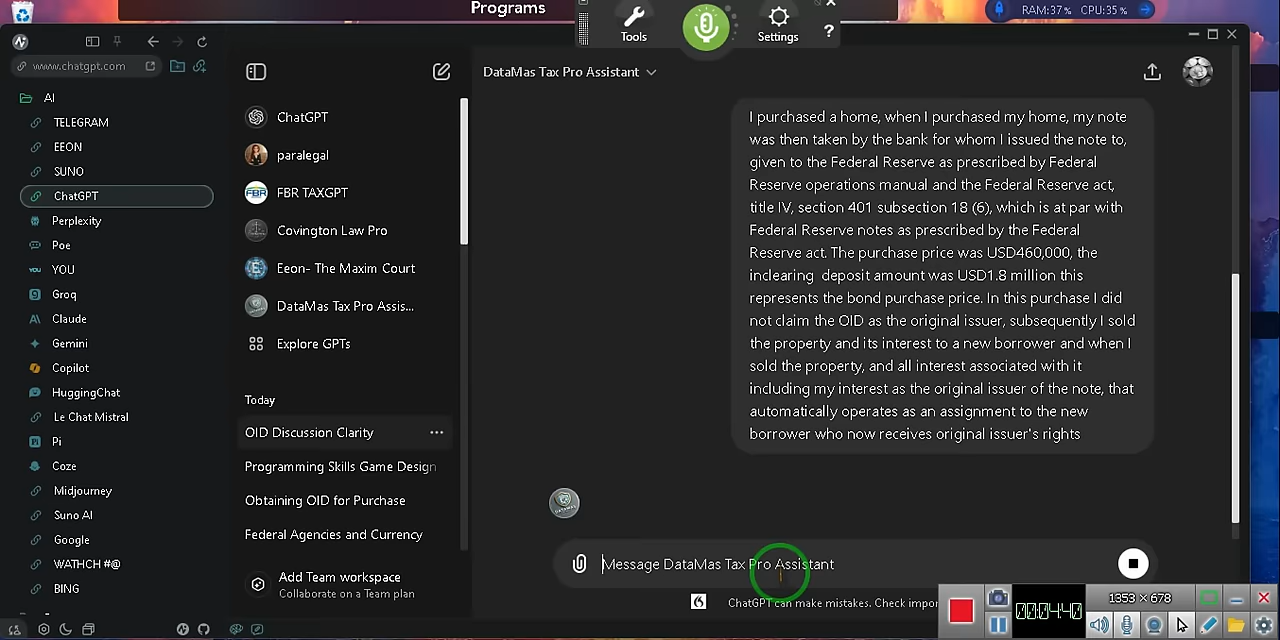 Programs
RAM:37% CPU:35%
Tools
Settings
?
www.chatgpt.com
AI
TELEGRAM
EEON
SUNO
ChatGPT
Perplexity
Poe
YOU
YOU
Groq
Claude
Gemini
Copilot
HuggingChat
Le Chat Mistral
Pi
Coze
Midjourney
Suno AI
Google
WATHCH #@
BING
ChatGPT
paralegal
FBR
FBR TAXGPT
Covington Law Pro
Eeon- The Maxim Court
DataMas Tax Pro Assis...
Explore GPTs
Today
OID Discussion Clarity
Programming Skills Game Design
Obtaining OID for Purchase
Federal Agencies and Currency
Add Team workspace
Collaborate on a Team plan
DataMas Tax Pro Assistant
I purchased a home, when I purchased my home, my note
was then taken by the bank for whom I issued the note to,
given to the Federal Reserve as prescribed by Federal
Reserve operations manual and the Federal Reserve act,
title IV, section 401 subsection 18 (6), which is at par with
Federal Reserve notes as prescribed by the Federal
Reserve act. The purchase price was USD460,000, the
inclearing deposit amount was USD1.8 million this
represents the bond purchase price. In this purchase I did
not claim the OID as the original issuer, subsequently I sold
the property and its interest to a new borrower and when I
sold the property, and all interest associated with it
including my interest as the original issuer of the note, that
automatically operates as an assignment to the new
borrower who now receives original issuer's rights
Message DataMas Tax Pro Assistant
ChatGPT can make mistakes. Check impor
1353 × 678
00:04:40